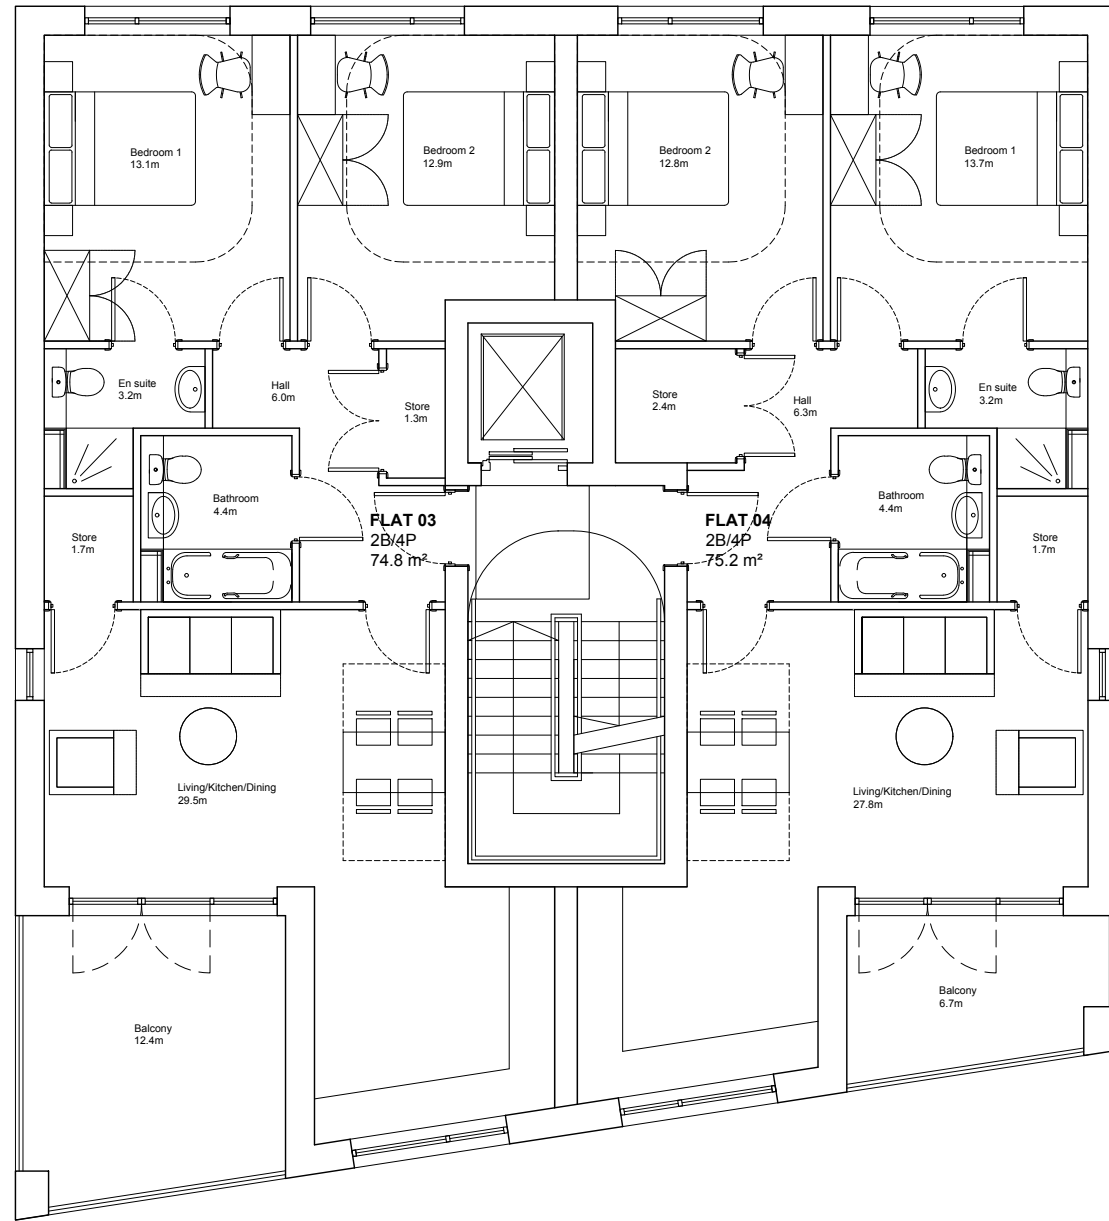 Bedroom 1
13.1m
Bedroom 2
12.9m
Bedroom 2
12.8m
Bedroom 1
13.7m
En suite
3.2m
Hall
6.0m
Store
1.3m
Store
2.4m
Hall
6.3m
En suite
3.2m
Bathroom
4.4m
Bathroom
4.4m
Store
1.7m
FLAT 03
2B/4P
74.8 m²
FLAT 04
2B/4P
75.2 m²
Store
1.7m
Living/Kitchen/Dining
29.5m
Living/Kitchen/Dining
27.8m
Balcony
12.4m
Balcony
6.7m